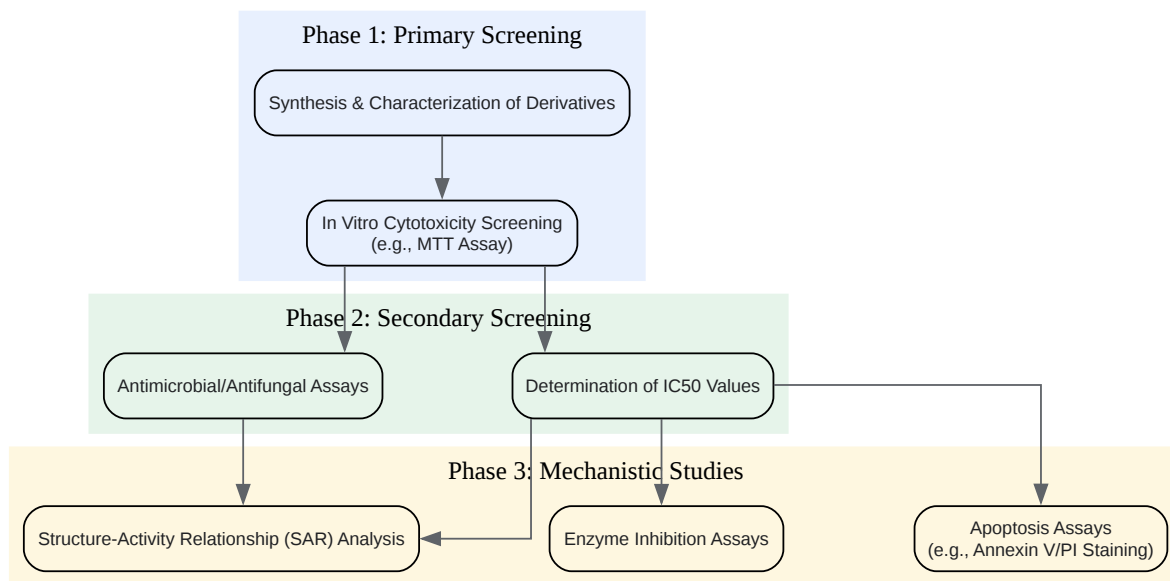 Phase 1: Primary Screening
Synthesis & Characterization of Derivatives
In Vitro Cytotoxicity Screening
(e.g., MTT Assay)
Phase 2: Secondary Screening
Antimicrobial/Antifungal Assays
Determination of IC50 Values
Phase 3: Mechanistic Studies
Structure-Activity Relationship (SAR) Analysis
Enzyme Inhibition Assays
Apoptosis Assays
(e.g., Annexin V/PI Staining)